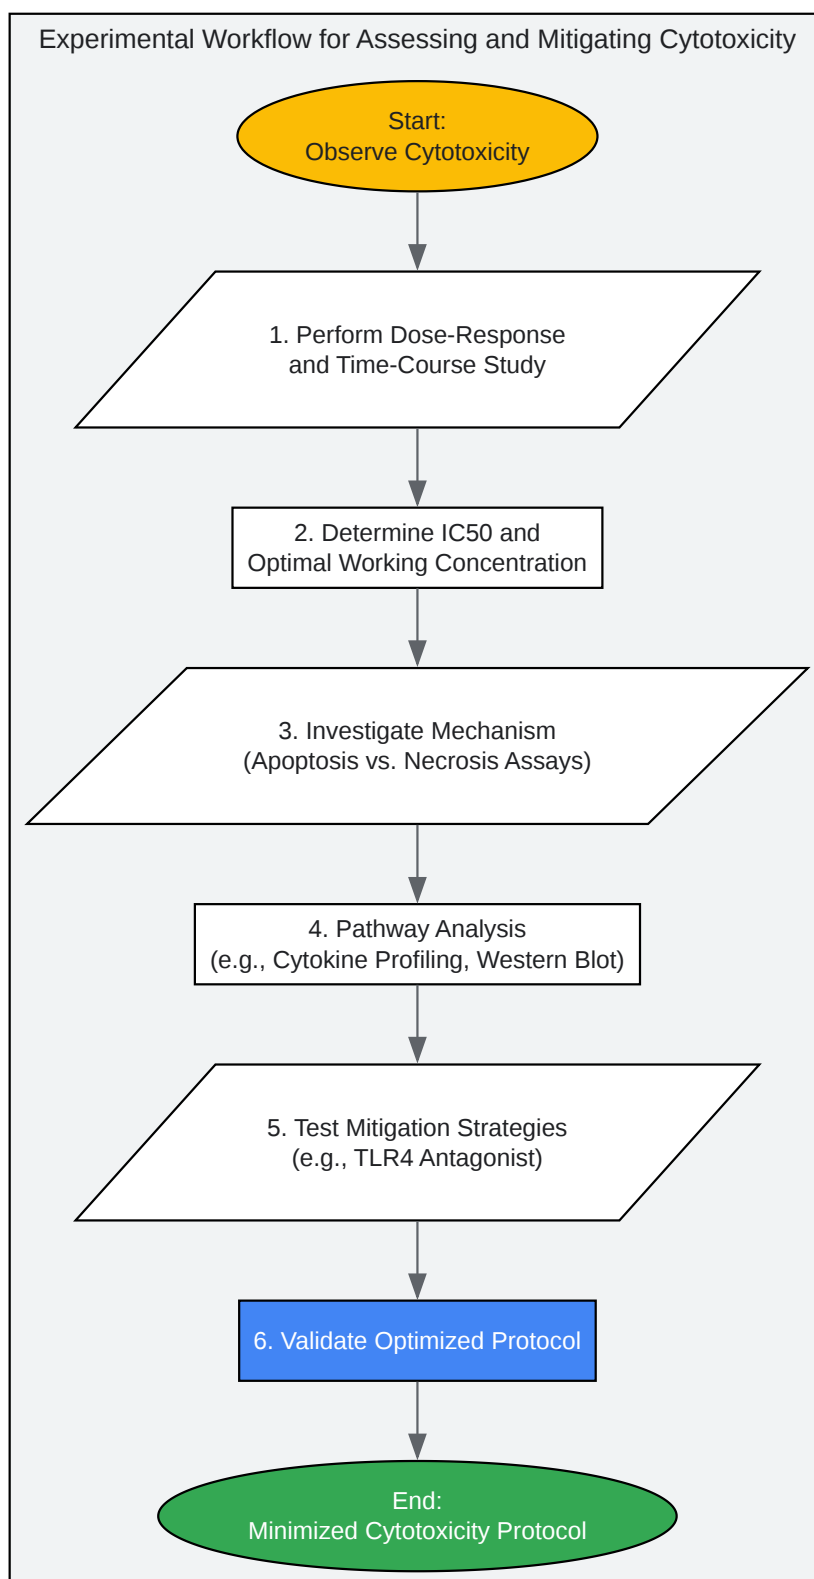 Experimental Workflow for Assessing and Mitigating Cytotoxicity
Start:
Observe Cytotoxicity
1. Perform Dose-Response
and Time-Course Study
2. Determine IC50 and
Optimal Working Concentration
3. Investigate Mechanism
(Apoptosis vs. Necrosis Assays)
4. Pathway Analysis
(e.g., Cytokine Profiling, Western Blot)
5. Test Mitigation Strategies
(e.g., TLR4 Antagonist)
6. Validate Optimized Protocol
End:
Minimized Cytotoxicity Protocol